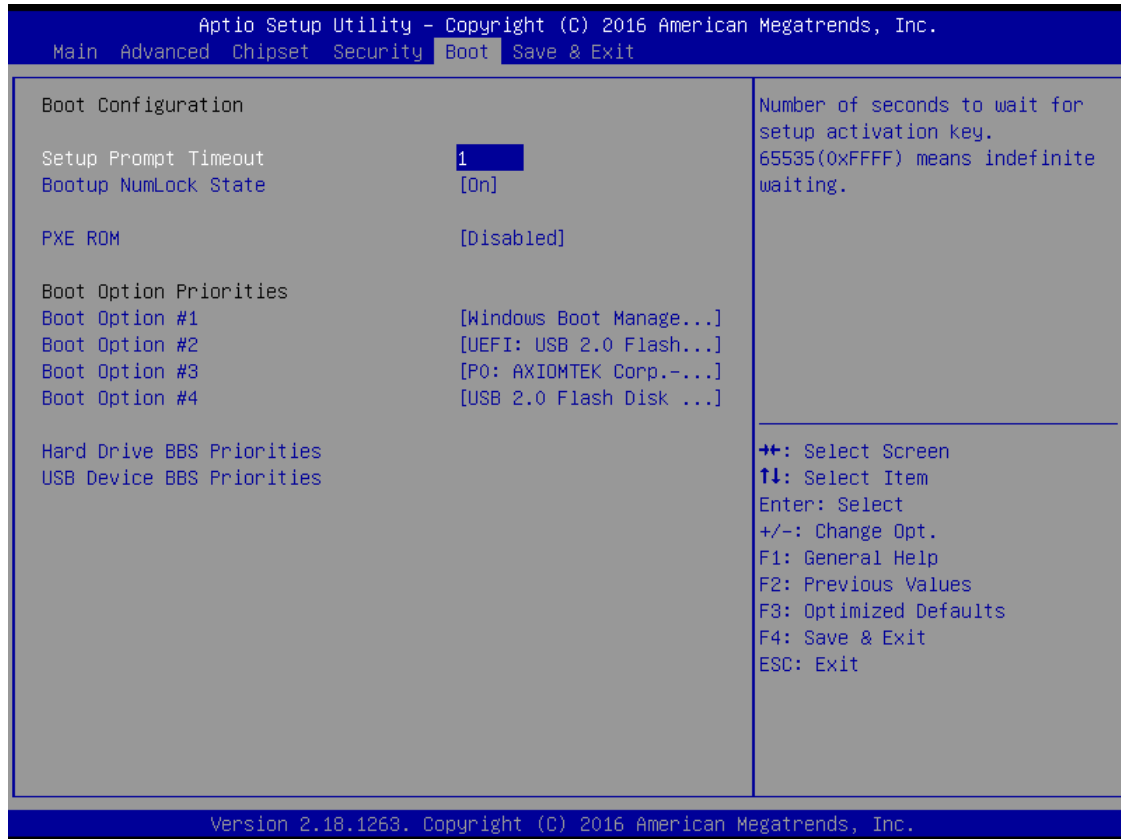 Aptio Setup Utility – Copyright (C) 2016 American Megatrends, Inc.
Main Advanced Chipset Security Boot Save & Exit
Boot Configuration
Setup Prompt Timeout 1
Bootup NumLock State [On]
PXE ROM [Disabled]
Boot Option Priorities
Boot Option #1 [Windows Boot Manage...]
Boot Option #2 [UEFI: USB 2.0 Flash...]
Boot Option #3 [P0: AXIOMTEK Corp.-...]
Boot Option #4 [USB 2.0 Flash Disk ...]
Hard Drive BBS Priorities
USB Device BBS Priorities
Number of seconds to wait for
setup activation key.
65535(0xFFFF) means indefinite
waiting.
→←: Select Screen
↑↓: Select Item
Enter: Select
+/-: Change Opt.
F1: General Help
F2: Previous Values
F3: Optimized Defaults
F4: Save & Exit
ESC: Exit
Version 2.18.1263. Copyright (C) 2016 American Megatrends, Inc.